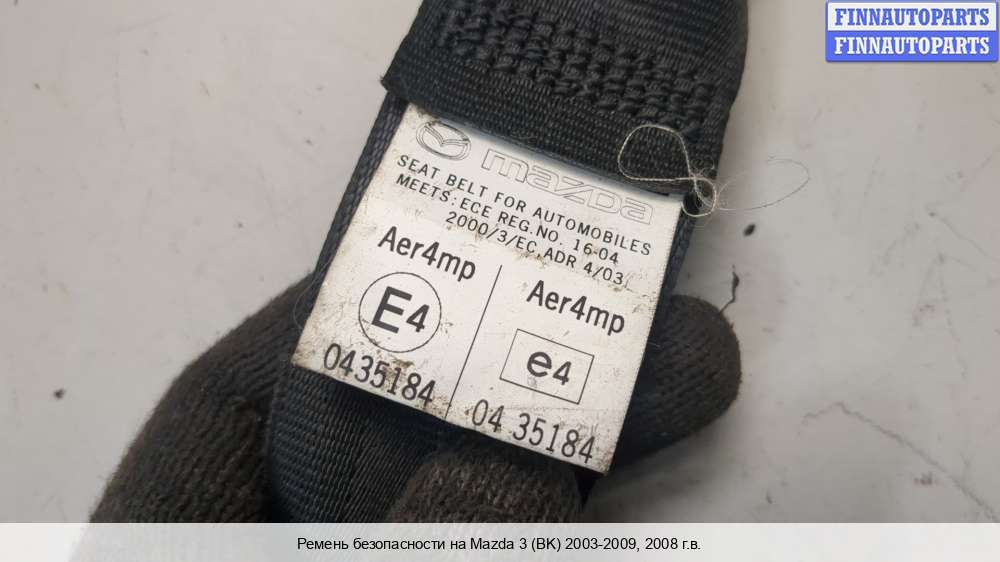 FINNAUTOPARTS
FINNAUTOPARTS
mazda
SEAT BELT FOR AUTOMOBILES
MEETS: ECE REG.NO. 16-04
2000/3/EC, ADR 4/03
Aer4mp
E4
0435184
Aer4mp
e4
04 35184
Ремень безопасности на Mazda 3 (BK) 2003-2009, 2008 г.в.